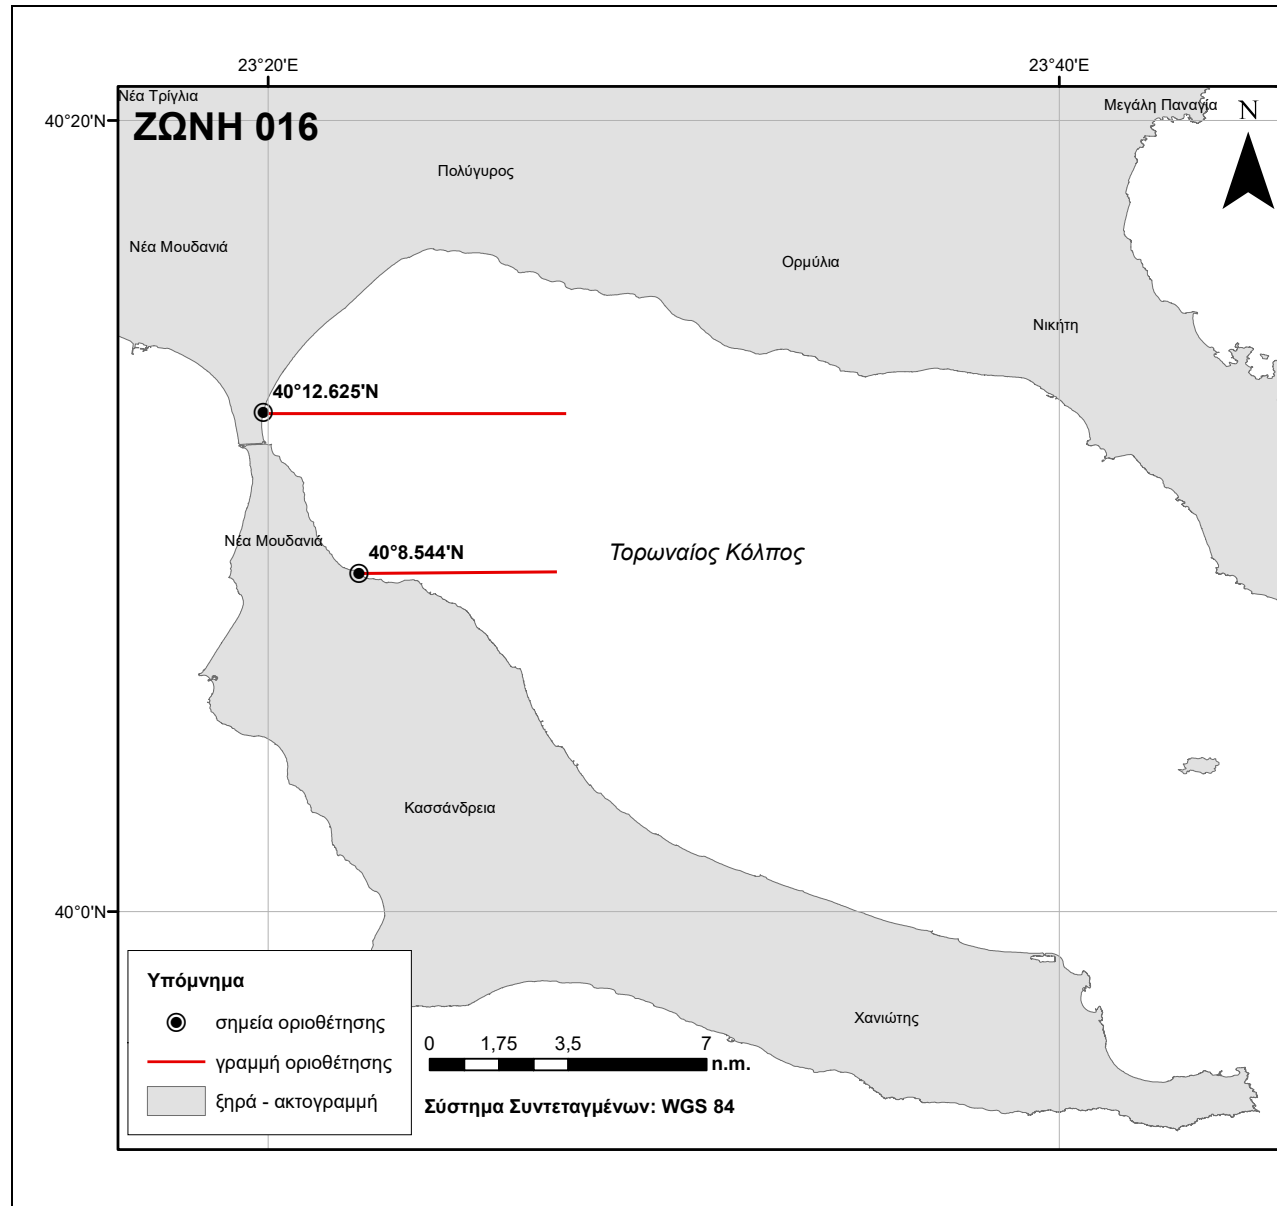 23°20'E
23°40'E
Νέα Τρίγλια
Μεγάλη Παναγία
N
40°20'N
ΖΩΝΗ 016
Πολύγυρος
Νέα Μουδανιά
Ορμύλια
Νικήτη
40°12.625'N
Νέα Μουδανιά
40°8.544'N
Τορωναίος Κόλπος
Κασσάνδρεια
40°0'N
Υπόμνημα
σημεία οριοθέτησης
γραμμή οριοθέτησης
ξηρά - ακτογραμμή
Χανιώτης
0 1,75 3,5 7
n.m.
Σύστημα Συντεταγμένων: WGS 84